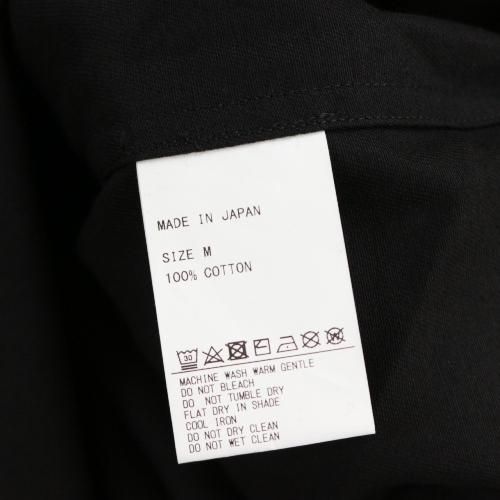 MADE IN JAPAN
SIZE M
100% COTTON
30 W
MACHINE WASH WARM GENTLE
DO NOT BLEACH
DO NOT TUMBLE DRY
FLAT DRY IN SHADE
COOL IRON
DO NOT DRY CLEAN
DO NOT WET CLEAN